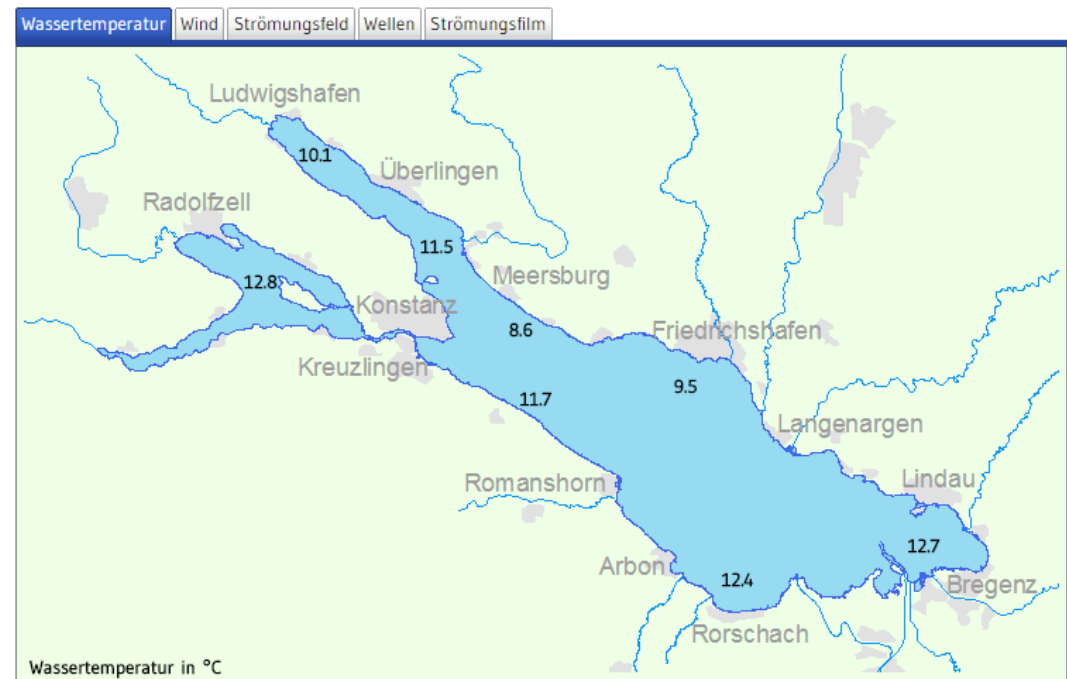 Wassertemperatur Wind Strömungsfeld Wellen Strömungsfilm
Ludwigshafen
10.1
Überlingen
Radolfzell
11.5
Meersburg
12.8
Konstanz
8.6
Friedrichshafen
Kreuzlingen
9.5
11.7
Langenargen
Romanshorn
Lindau
12.7
Arbon
12.4
Bregenz
Rorschach
Wassertemperatur in °C